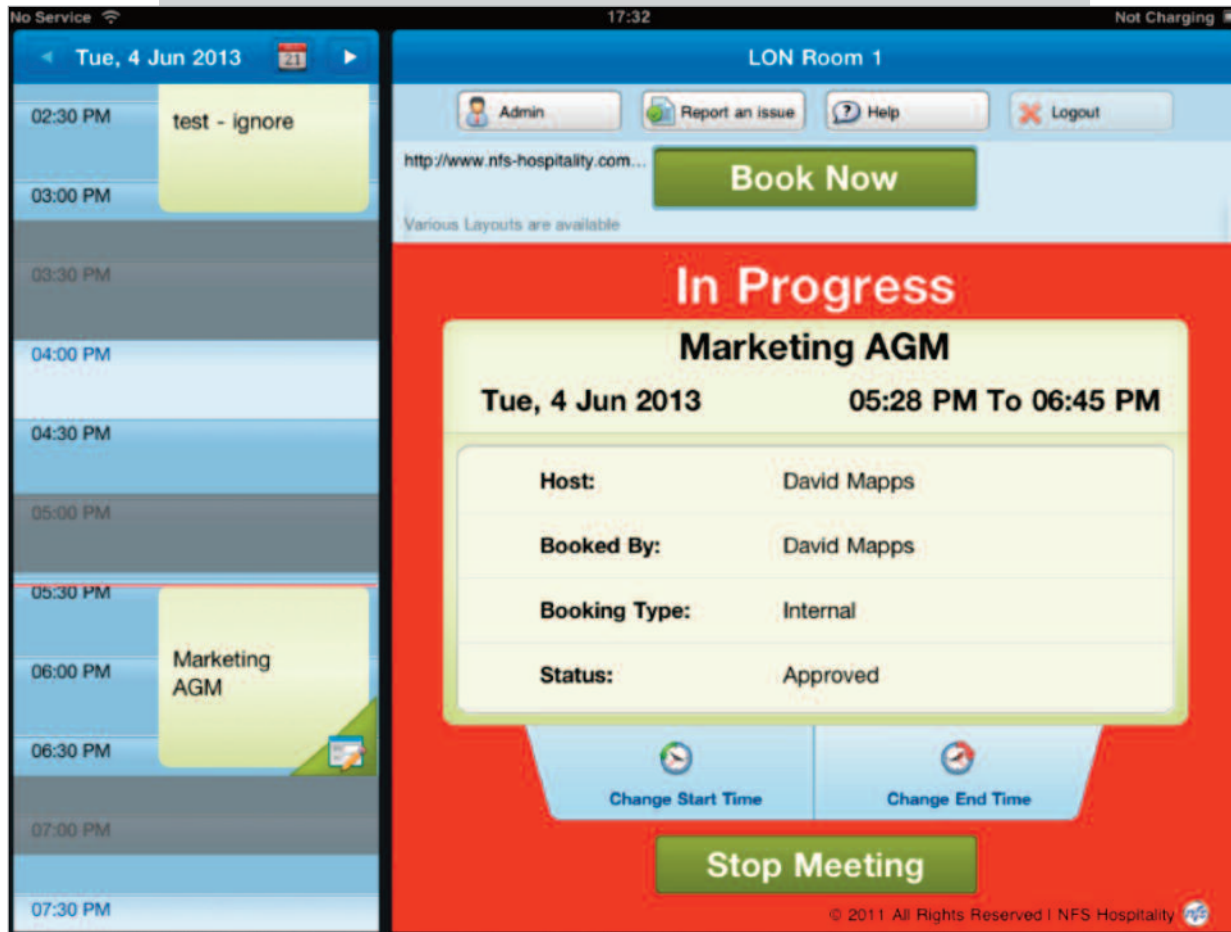 No Service 17:32 Not Charging
Tue, 4 Jun 2013 21
02:30 PM
test - ignore
03:00 PM
03:30 PM
04:00 PM
04:30 PM
05:00 PM
05:30 PM
06:00 PM
Marketing
AGM
06:30 PM
07:00 PM
07:30 PM
LON Room 1
Admin Report an issue Help Logout
http://www.nfs-hospitality.com...
Book Now
Various Layouts are available
In Progress
Marketing AGM
Tue, 4 Jun 2013 05:28 PM To 06:45 PM
Host: David Mapps
Booked By: David Mapps
Booking Type: Internal
Status: Approved
Change Start Time Change End Time
Stop Meeting
© 2011 All Rights Reserved | NFS Hospitality nfs